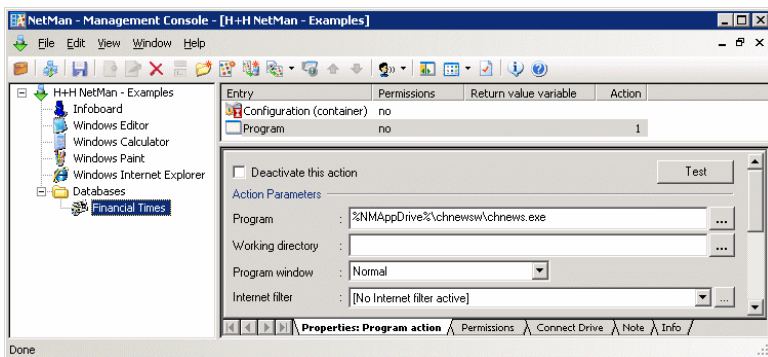 NetMan - Management Console - [H+H NetMan - Examples]
File Edit View Window Help
H+H NetMan - Examples
Infoboard
Windows Editor
Windows Calculator
Windows Paint
Windows Internet Explorer
Databases
Financial Times
Entry Permissions Return value variable Action
Configuration (container) no
Program no 1
Deactivate this action Test
Action Parameters
Program : %NMAppDrive%\chnewsw\chnews.exe ...
Working directory : ...
Program window : Normal
Internet filter : [No Internet filter active] ...
Properties: Program action Permissions Connect Drive Note Info
Done